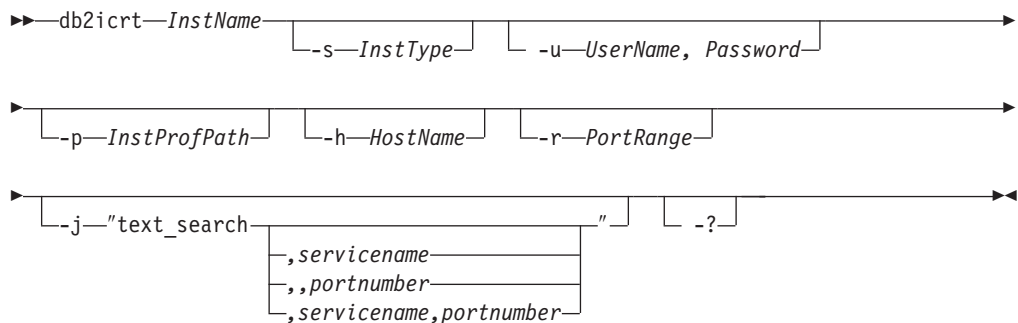 db2icrt InstName
-s InstType -u UserName, Password
-p InstProfPath -h HostName -r PortRange
-j "text_search " -?
,servicename
,,portnumber
,servicename,portnumber